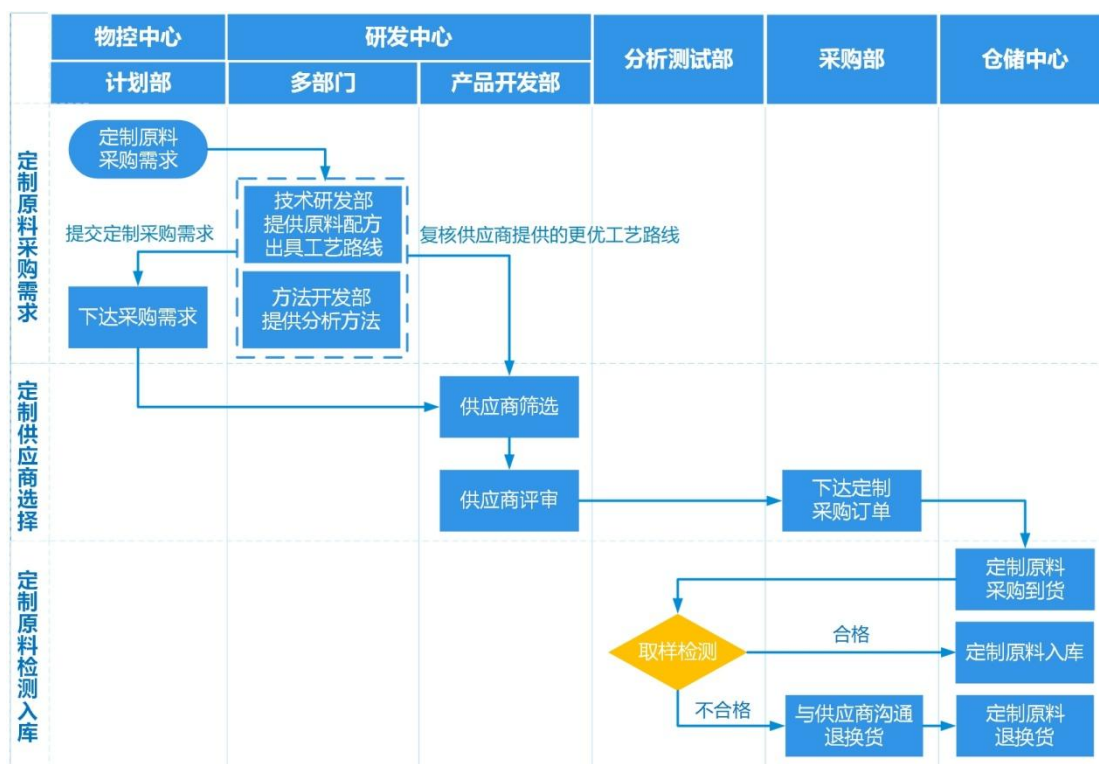 物控中心
研发中心
分析测试部
采购部
仓储中心
计划部
多部门
产品开发部
定制原料采购需求
定制原料
采购需求
技术研发部
提供原料配方
出具工艺路线
提交定制采购需求
复核供应商提供的更优工艺路线
下达采购需求
方法开发部
提供分析方法
定制供应商选择
供应商筛选
供应商评审
下达定制
采购订单
定制原料检测入库
定制原料
采购到货
取样检测
合格
定制原料入库
不合格
与供应商沟通
退换货
定制原料
退换货